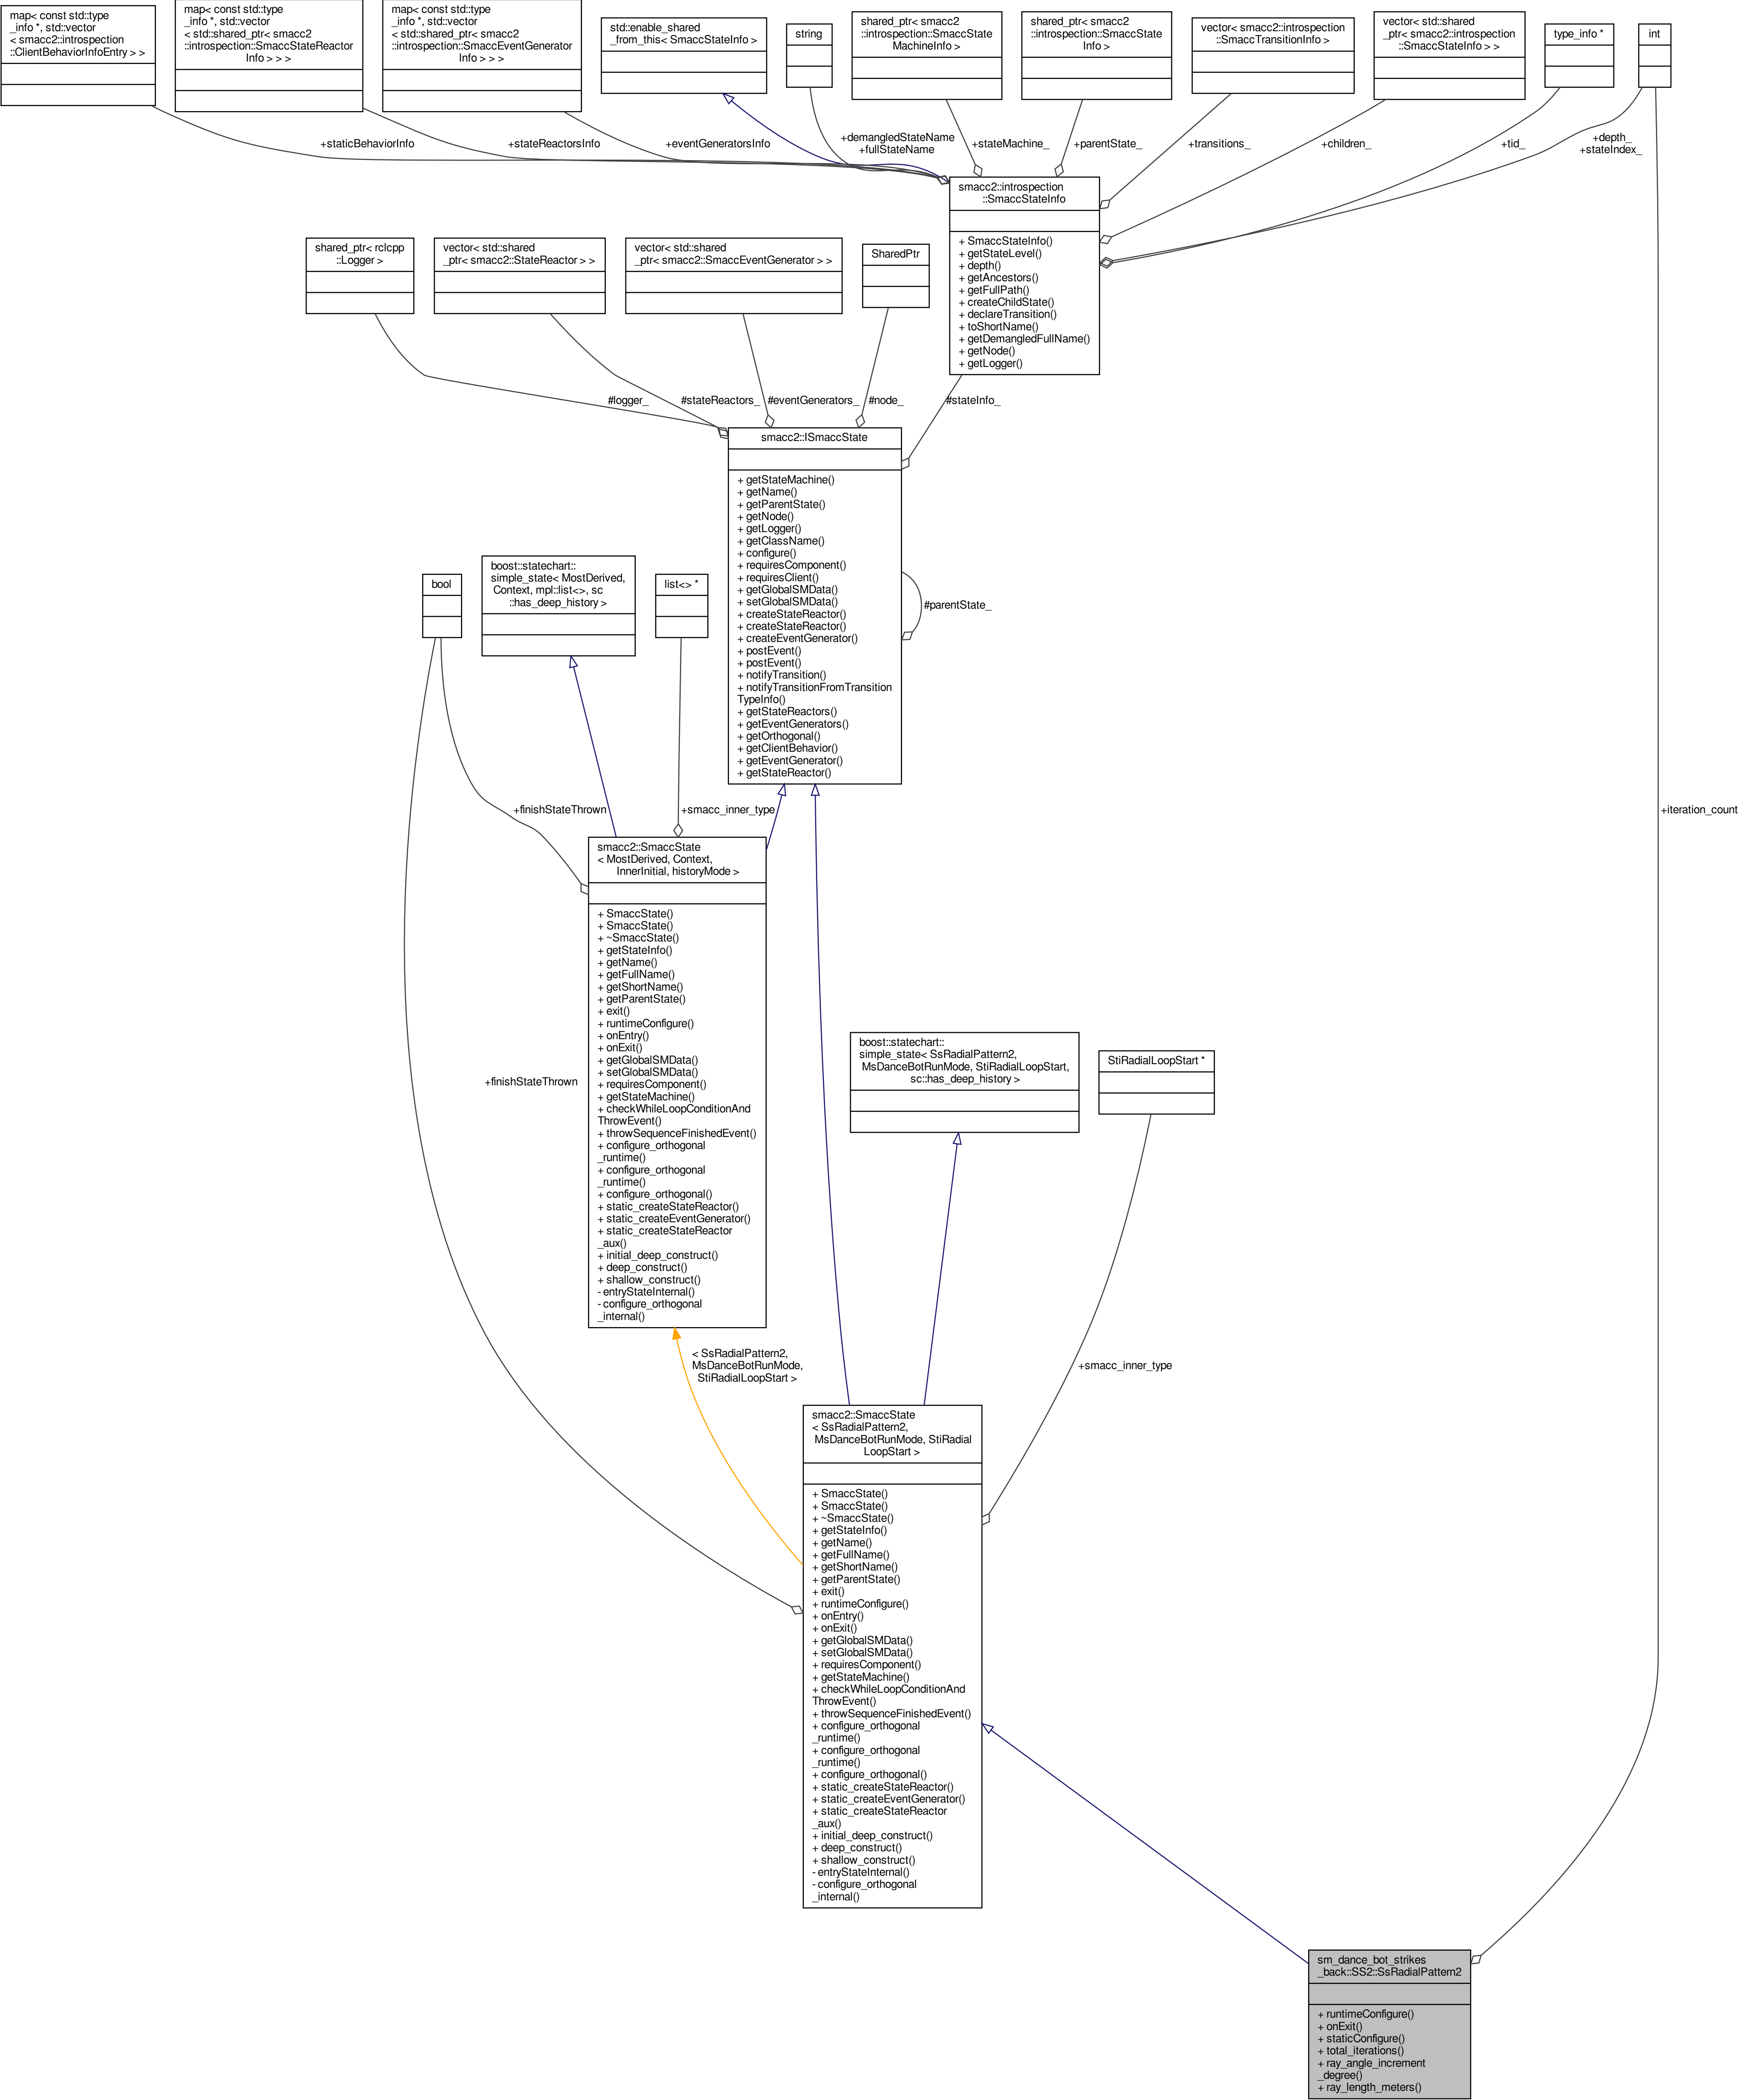 map< const std::type
_info *, std::vector
< smacc2::introspection
::ClientBehaviorInfoEntry > >
map< const std::type
_info *, std::vector
< std::shared_ptr< smacc2
::introspection::SmaccStateReactor
Info > > >
map< const std::type
_info *, std::vector
< std::shared_ptr< smacc2
::introspection::SmaccEventGenerator
Info > > >
std::enable_shared
_from_this< SmaccStateInfo >
string
shared_ptr< smacc2
::introspection::SmaccState
MachineInfo >
shared_ptr< smacc2
::introspection::SmaccState
Info >
vector< smacc2::introspection
::SmaccTransitionInfo >
vector< std::shared
_ptr< smacc2::introspection
::SmaccStateInfo > >
type_info *
int
+staticBehaviorInfo
+stateReactorsInfo
+eventGeneratorsInfo
+demangledStateName
+fullStateName
+stateMachine_
+parentState_
+transitions_
+children_
+tid_
+depth_
+stateIndex_
smacc2::introspection
::SmaccStateInfo
+ SmaccStateInfo()
+ getStateLevel()
+ depth()
+ getAncestors()
+ getFullPath()
+ createChildState()
+ declareTransition()
+ toShortName()
+ getDemangledFullName()
+ getNode()
+ getLogger()
shared_ptr< rclcpp
::Logger >
vector< std::shared
_ptr< smacc2::StateReactor > >
vector< std::shared
_ptr< smacc2::SmaccEventGenerator > >
SharedPtr
#logger_
#stateReactors_
#eventGenerators_
#node_
#stateInfo_
smacc2::ISmaccState
+ getStateMachine()
+ getName()
+ getParentState()
+ getNode()
+ getLogger()
+ getClassName()
+ configure()
+ requiresComponent()
+ requiresClient()
+ getGlobalSMData()
+ setGlobalSMData()
+ createStateReactor()
+ createStateReactor()
+ createEventGenerator()
+ postEvent()
+ postEvent()
+ notifyTransition()
+ notifyTransitionFromTransition
TypeInfo()
+ getStateReactors()
+ getEventGenerators()
+ getOrthogonal()
+ getClientBehavior()
+ getEventGenerator()
+ getStateReactor()
#parentState_
bool
boost::statechart::
simple_state< MostDerived,
Context, mpl::list<>, sc
::has_deep_history >
list<> *
+finishStateThrown
+smacc_inner_type
+iteration_count
smacc2::SmaccState
< MostDerived, Context,
InnerInitial, historyMode >
+ SmaccState()
+ SmaccState()
+ ~SmaccState()
+ getStateInfo()
+ getName()
+ getFullName()
+ getShortName()
+ getParentState()
+ exit()
+ runtimeConfigure()
+ onEntry()
+ onExit()
+ getGlobalSMData()
+ setGlobalSMData()
+ requiresComponent()
+ getStateMachine()
+ checkWhileLoopConditionAnd
ThrowEvent()
+ throwSequenceFinishedEvent()
+ configure_orthogonal
_runtime()
+ configure_orthogonal
_runtime()
+ configure_orthogonal()
+ static_createStateReactor()
+ static_createEventGenerator()
+ static_createStateReactor
_aux()
+ initial_deep_construct()
+ deep_construct()
+ shallow_construct()
- entryStateInternal()
- configure_orthogonal
_internal()
+finishStateThrown
boost::statechart::
simple_state< SsRadialPattern2,
MsDanceBotRunMode, StiRadialLoopStart,
sc::has_deep_history >
StiRadialLoopStart *
< SsRadialPattern2,
MsDanceBotRunMode,
StiRadialLoopStart >
+smacc_inner_type
smacc2::SmaccState
< SsRadialPattern2,
MsDanceBotRunMode, StiRadial
LoopStart >
+ SmaccState()
+ SmaccState()
+ ~SmaccState()
+ getStateInfo()
+ getName()
+ getFullName()
+ getShortName()
+ getParentState()
+ exit()
+ runtimeConfigure()
+ onEntry()
+ onExit()
+ getGlobalSMData()
+ setGlobalSMData()
+ requiresComponent()
+ getStateMachine()
+ checkWhileLoopConditionAnd
ThrowEvent()
+ throwSequenceFinishedEvent()
+ configure_orthogonal
_runtime()
+ configure_orthogonal
_runtime()
+ configure_orthogonal()
+ static_createStateReactor()
+ static_createEventGenerator()
+ static_createStateReactor
_aux()
+ initial_deep_construct()
+ deep_construct()
+ shallow_construct()
- entryStateInternal()
- configure_orthogonal
_internal()
sm_dance_bot_strikes
_back::SS2::SsRadialPattern2
+ runtimeConfigure()
+ onExit()
+ staticConfigure()
+ total_iterations()
+ ray_angle_increment
_degree()
+ ray_length_meters()